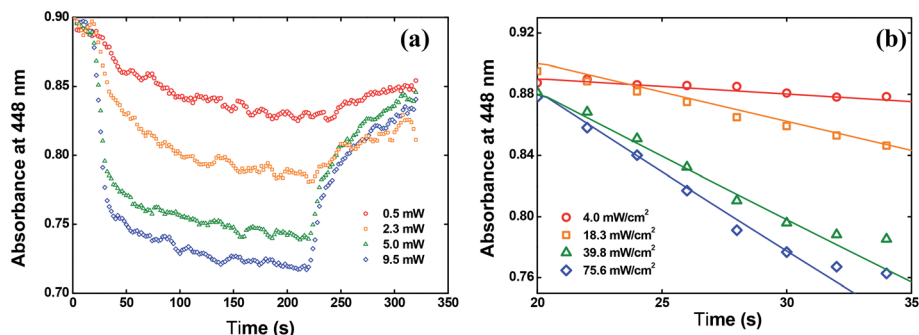 (a)
Absorbance at 448 nm
0.90
0.85
0.80
0.75
0.70
0.5 mW
2.3 mW
5.0 mW
9.5 mW
0 50 100 150 200 250 300 350
Time (s)
(b)
Absorbance at 448 nm
0.92
0.88
0.84
0.80
0.76
4.0 mW/cm²
18.3 mW/cm²
39.8 mW/cm²
75.6 mW/cm²
20 25 30 35
Time (s)